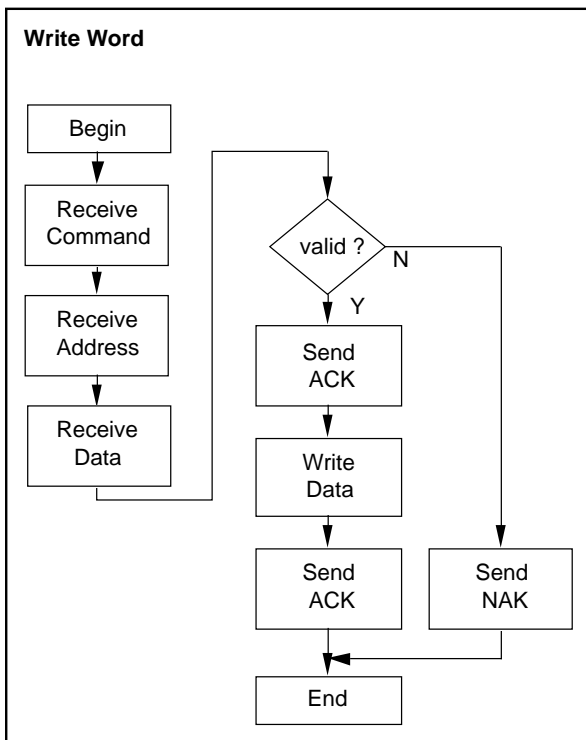 Write Word
Begin
Receive
Command
Receive
Address
Receive
Data
valid ?
N
Y
Send
ACK
Write
Data
Send
ACK
Send
NAK
End